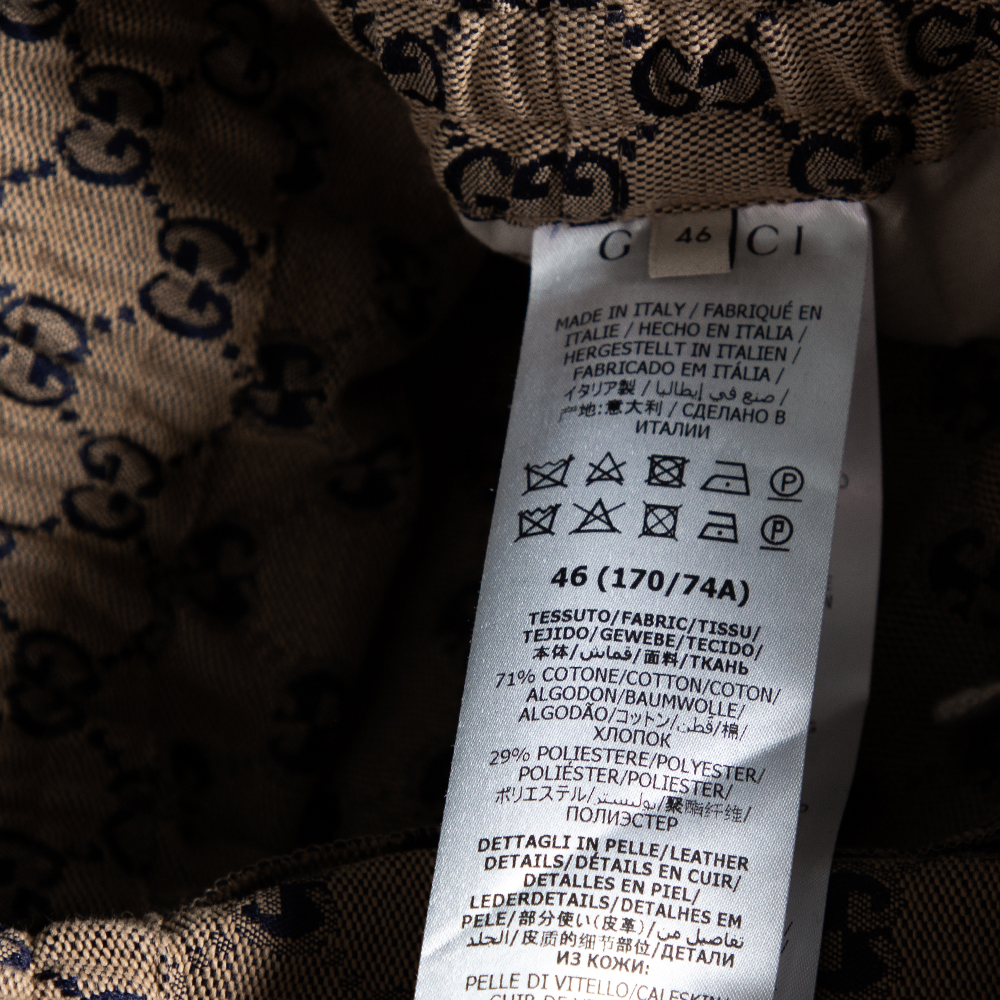 G CI
46
MADE IN ITALY / FABRIQUÉ EN
ITALIE / HECHO EN ITALIA /
HERGESTELLT IN ITALIEN /
FABRICADO EM ITÁLIA /
イタリア製 / صنع في إيطاليا /
产地:意大利 / СДЕЛАНО В
ИТАЛИИ
46 (170/74A)
TESSUTO/FABRIC/TISSU/
TEJIDO/GEWEBE/TECIDO/
本体/قماش/面料/ТКАНЬ
71% COTONE/COTTON/COTON/
ALGODON/BAUMWOLLE/
ALGODÃO/コットン/قطن/棉/
ХЛОПОК
29% POLIESTERE/POLYESTER/
POLIÉSTER/POLIESTER/
ポリエステル/بوليستر/聚酯纤维/
ПОЛИЭСТЕР
DETTAGLI IN PELLE/LEATHER
DETAILS/DÉTAILS EN CUIR/
DETALLES EN PIEL/
LEDERDETAILS/DETALHES EM
PELE/部分使い(皮革)/تفاصيل من
الجلد/皮质的细节部位/ДЕТАЛИ
ИЗ КОЖИ:
PELLE DI VITELLO/CALFSKIN/
CUIR DE